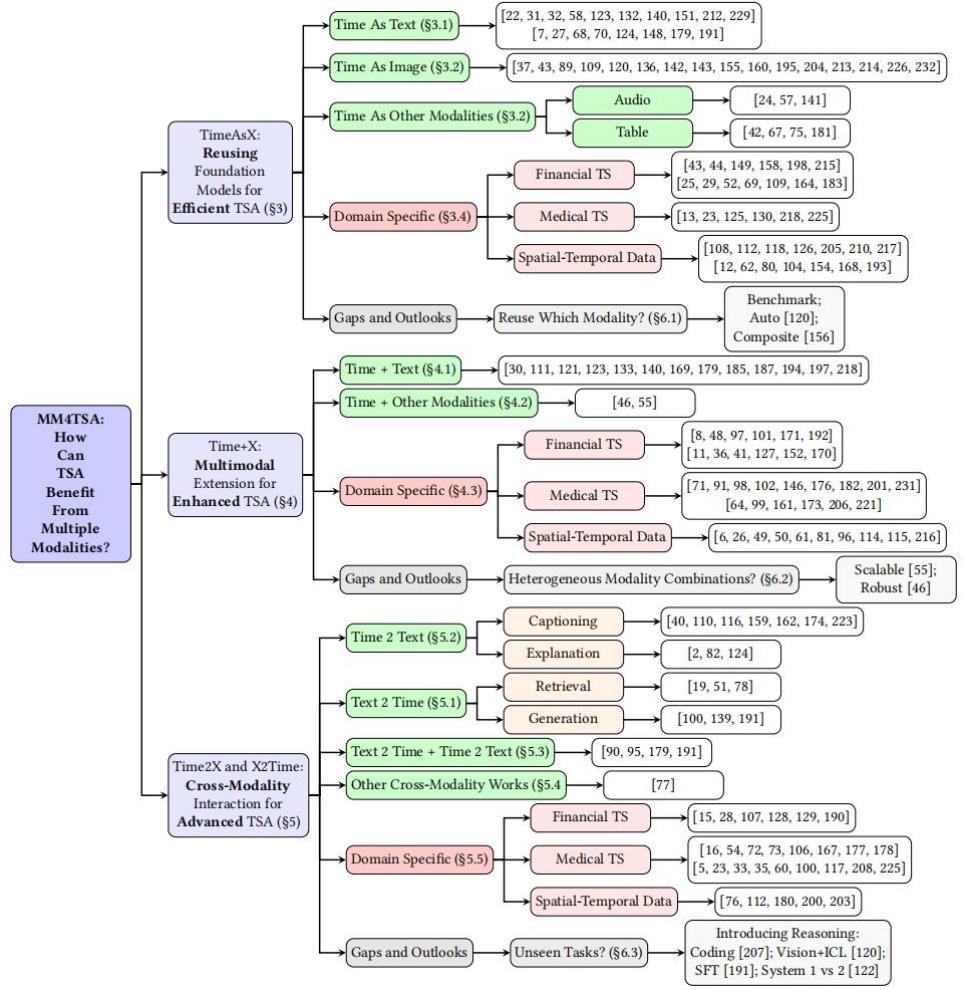 MM4TSA:
How
Can
TSA
Benefit
From
Multiple
Modalities?
TimeAsX:
Reusing
Foundation
Models for
Efficient TSA (§3)
Time As Text (§3.1)
[22, 31, 32, 58, 123, 132, 140, 151, 212, 229]
[7, 27, 68, 70, 124, 148, 179, 191]
Time As Image (§3.2)
[37, 43, 89, 109, 120, 136, 142, 143, 155, 160, 195, 204, 213, 214, 226, 232]
Time As Other Modalities (§3.2)
Audio
[24, 57, 141]
Table
[42, 67, 75, 181]
Domain Specific (§3.4)
Financial TS
[43, 44, 149, 158, 198, 215]
[25, 29, 52, 69, 109, 164, 183]
Medical TS
[13, 23, 125, 130, 218, 225]
Spatial-Temporal Data
[108, 112, 118, 126, 205, 210, 217]
[12, 62, 80, 104, 154, 168, 193]
Gaps and Outlooks
Reuse Which Modality? (§6.1)
Benchmark;
Auto [120];
Composite [156]
Time+X:
Multimodal
Extension for
Enhanced TSA (§4)
Time + Text (§4.1)
[30, 111, 121, 123, 133, 140, 169, 179, 185, 187, 194, 197, 218]
Time + Other Modalities (§4.2)
[46, 55]
Domain Specific (§4.3)
Financial TS
[8, 48, 97, 101, 171, 192]
[11, 36, 41, 127, 152, 170]
Medical TS
[71, 91, 98, 102, 146, 176, 182, 201, 231]
[64, 99, 161, 173, 206, 221]
Spatial-Temporal Data
[6, 26, 49, 50, 61, 81, 96, 114, 115, 216]
Gaps and Outlooks
Heterogeneous Modality Combinations? (§6.2)
Scalable [55];
Robust [46]
Time2X and X2Time:
Cross-Modality
Interaction for
Advanced TSA (§5)
Time 2 Text (§5.2)
Captioning
[40, 110, 116, 159, 162, 174, 223]
Explanation
[2, 82, 124]
Text 2 Time (§5.1)
Retrieval
[19, 51, 78]
Generation
[100, 139, 191]
Text 2 Time + Time 2 Text (§5.3)
[90, 95, 179, 191]
Other Cross-Modality Works (§5.4
[77]
Domain Specific (§5.5)
Financial TS
[15, 28, 107, 128, 129, 190]
Medical TS
[16, 54, 72, 73, 106, 167, 177, 178]
[5, 23, 33, 35, 60, 100, 117, 208, 225]
Spatial-Temporal Data
[76, 112, 180, 200, 203]
Gaps and Outlooks
Unseen Tasks? (§6.3)
Introducing Reasoning:
Coding [207]; Vision+ICL [120];
SFT [191]; System 1 vs 2 [122]